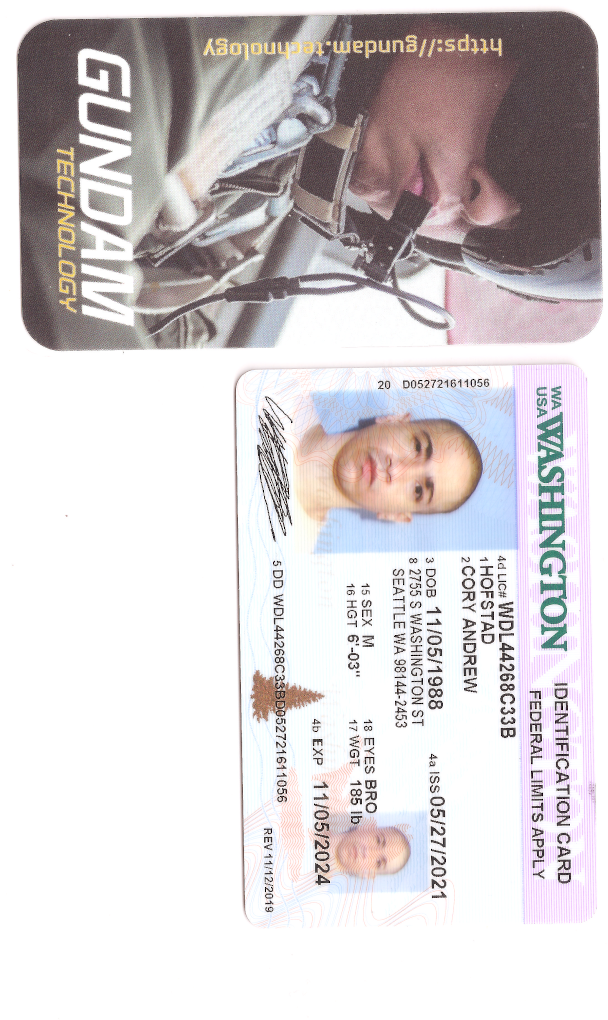 https://gundam.technology
GUNDAM
TECHNOLOGY
WA
USA
WASHINGTON
IDENTIFICATION CARD
FEDERAL LIMITS APPLY
20 D052721611056
4d LIC# WDL44268C33B
1 HOFSTAD
2 CORY ANDREW
3 DOB 11/05/1988
4a ISS 05/27/2021
8 2755 S WASHINGTON ST
SEATTLE WA 98144-2453
15 SEX M
18 EYES BRO
16 HGT 6'-03"
17 WGT 185 lb
4b EXP 11/05/2024
5 DD WDL44268C33BD052721611056
REV 11/12/2019